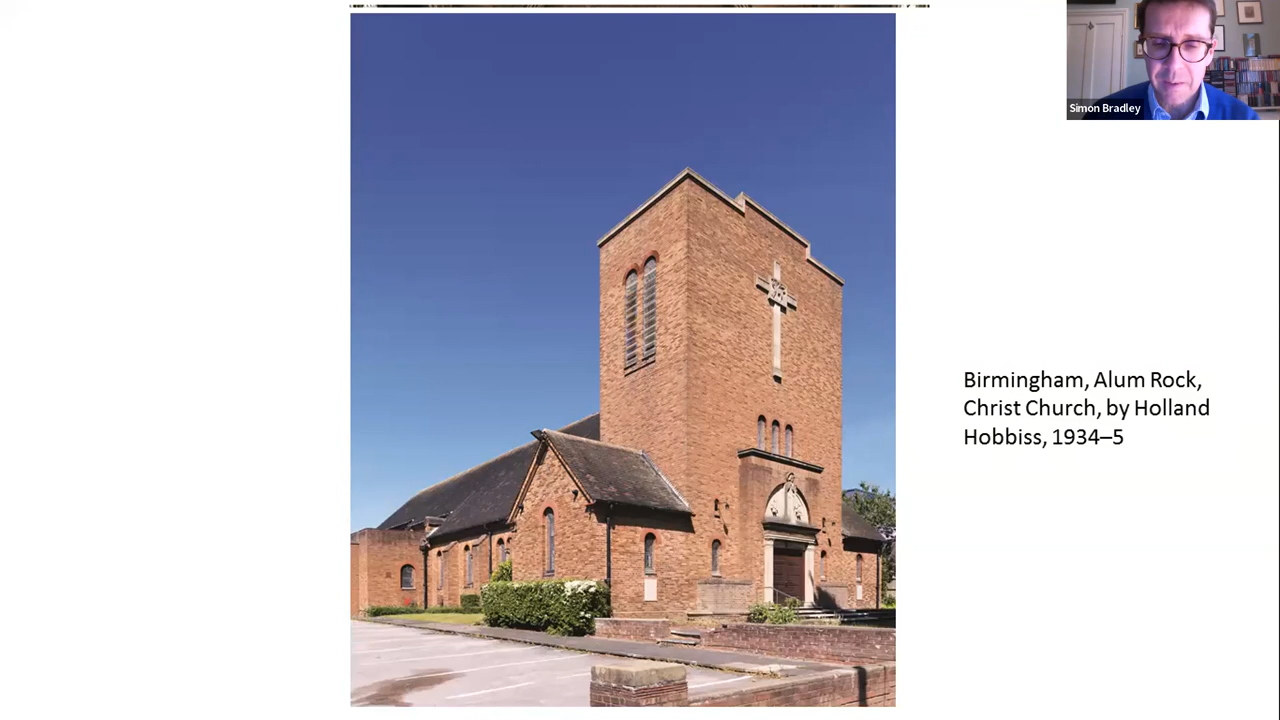 Simon Bradley
Birmingham, Alum Rock,
Christ Church, by Holland
Hobbiss, 1934–5